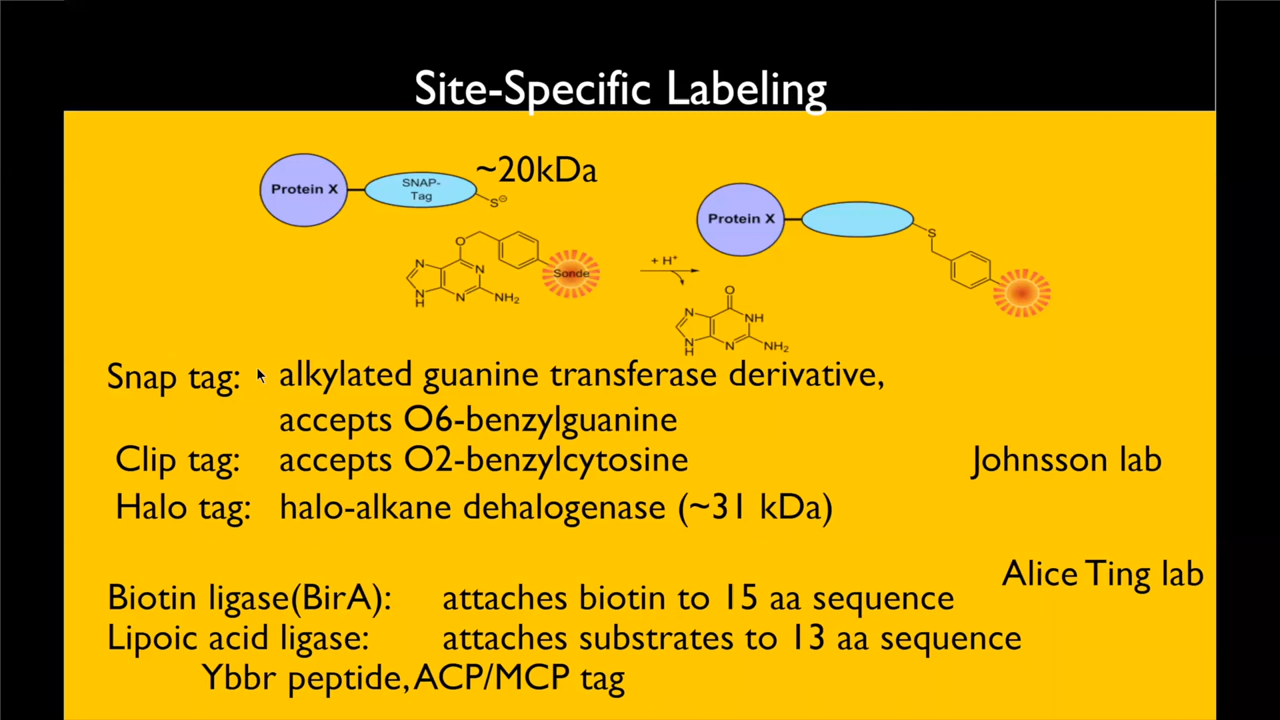 Site-Specific Labeling
Protein X
SNAP-
Tag
~20kDa
S⊖
Protein X
S
O
N
N
N
H
N
NH₂
Sonde
+ H⁺
O
N
NH
N
H
N
NH₂
Snap tag: alkylated guanine transferase derivative,
accepts O6-benzylguanine
Clip tag: accepts O2-benzylcytosine Johnsson lab
Halo tag: halo-alkane dehalogenase (~31 kDa)
Alice Ting lab
Biotin ligase(BirA): attaches biotin to 15 aa sequence
Lipoic acid ligase: attaches substrates to 13 aa sequence
Ybbr peptide, ACP/MCP tag